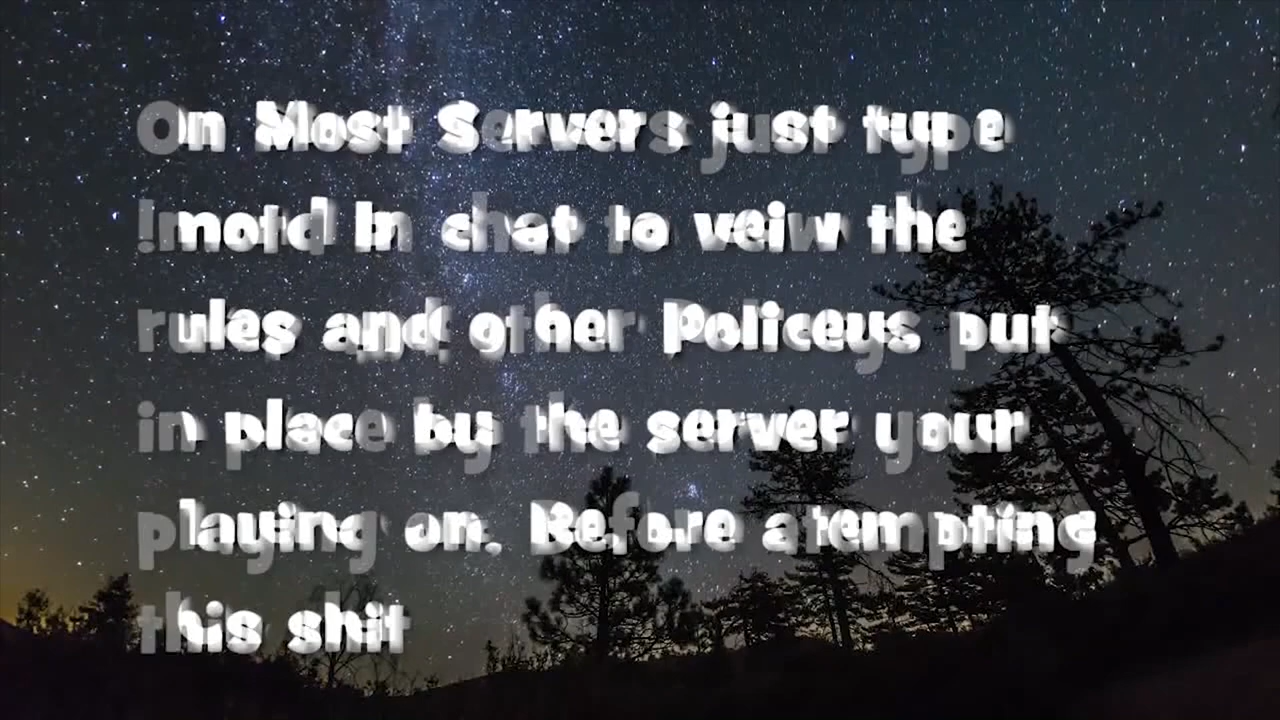 On Most Servers just type
!motd In chat to veiw the
rules and other Policeys put
in place by the server your
playing on. Before atempting
this shit